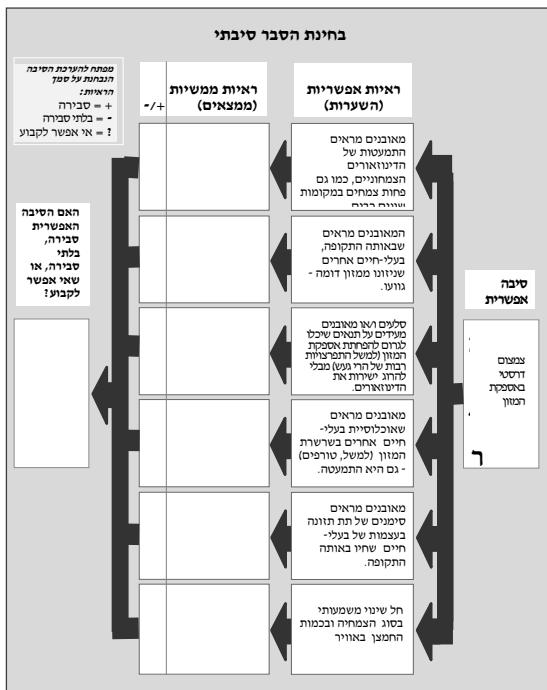 בחינת הסבר סיבתי
מפתח להערכת הסיבה
הנבחנת על סמך
הראיות:
+ = סבירה
- = בלתי סבירה
? = אי אפשר לקבוע
ראיות אפשריות
(השערות)
ראיות ממשיות
(ממצאים)
+/-
סיבה
אפשרית
צמצום
דרסטי
באספקת
המזון
ר
מאובנים מראים
התמעטות של
הדינוזאורים
הצמחוניים, כמו גם
פחות צמחים במקומות
המאובנים מראים
שבאותה התקופה,
בעלי-חיים אחרים
שניזונו ממזון דומה -
גוועו.
סלעים ו/או מאובנים
מעידים על תנאים שיכלו
לגרום להפחתת אספקת
המזון (למשל התפרצויות
רבות של הרי געש) מבלי
להרוג ישירות את
הדינוזאורים.
מאובנים מראים
שאוכלוסיית בעלי-
חיים אחרים בשרשרת
המזון (למשל, טורפים)
- גם היא התמעטה.
מאובנים מראים
סימנים של תת תזונה
בעצמות של בעלי-
חיים שחיו באותה
התקופה.
חל שינוי משמעותי
בסוג הצמחיה ובכמות
החמצן באוויר
האם הסיבה
האפשרית
סבירה,
בלתי
סבירה, או
שאי אפשר
לקבוע?